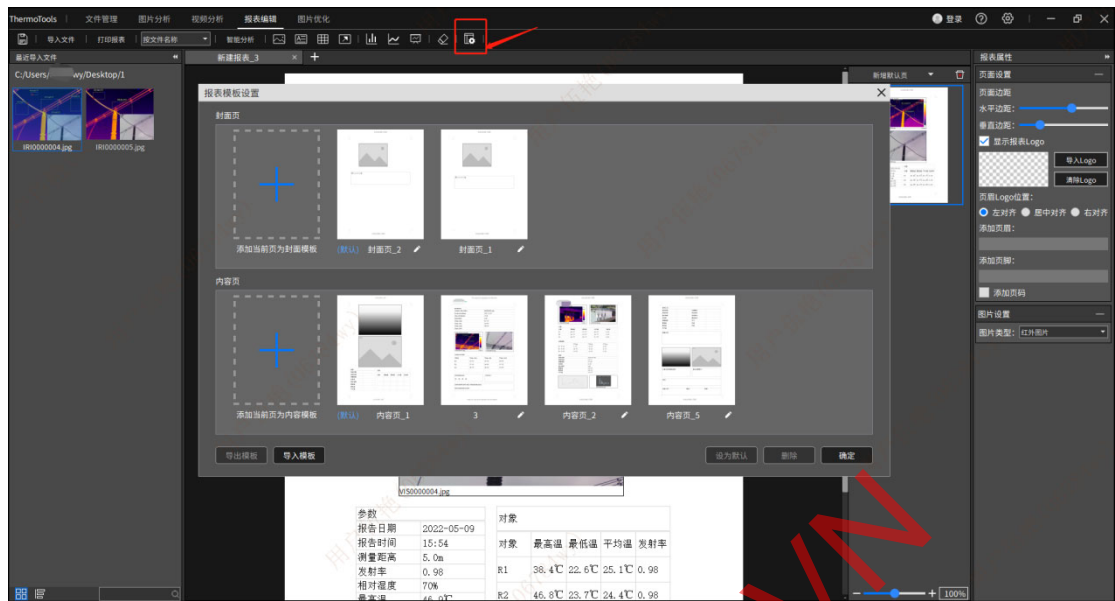 ThermoTools 文件管理 图片分析 视频分析 报表编辑 图片优化 登录
导入文件 打印报表 按文件名称 智能分析
最近导入文件 新建报表_3 新增默认页 报表属性
C:/Users/ wy/Desktop/1
IRI0000004.jpg IRI0000005.jpg
报表模板设置
封面页
添加当前页为封面模板 (默认) 封面页_2 封面页_1
内容页
添加当前页为内容模板 (默认) 内容页_1 3 内容页_2 内容页_5
导出模板 导入模板 设为默认 删除 确定
页面设置
页面边距
水平边距:
垂直边距:
显示报表Logo
导入Logo
清除Logo
页眉Logo位置:
左对齐 居中对齐 右对齐
添加页眉:
添加页脚:
添加页码
图片设置
图片类型: 红外图片
VIS0000004.jpg
参数
报告日期 2022-05-09
报告时间 15:54
测量距离 5.0m
发射率 0.98
相对湿度 70%
最高温 46.9℃
对象
对象 最高温 最低温 平均温 发射率
R1 38.4℃ 22.6℃ 25.1℃ 0.98
R2 46.8℃ 23.7℃ 24.4℃ 0.98
100%
VN